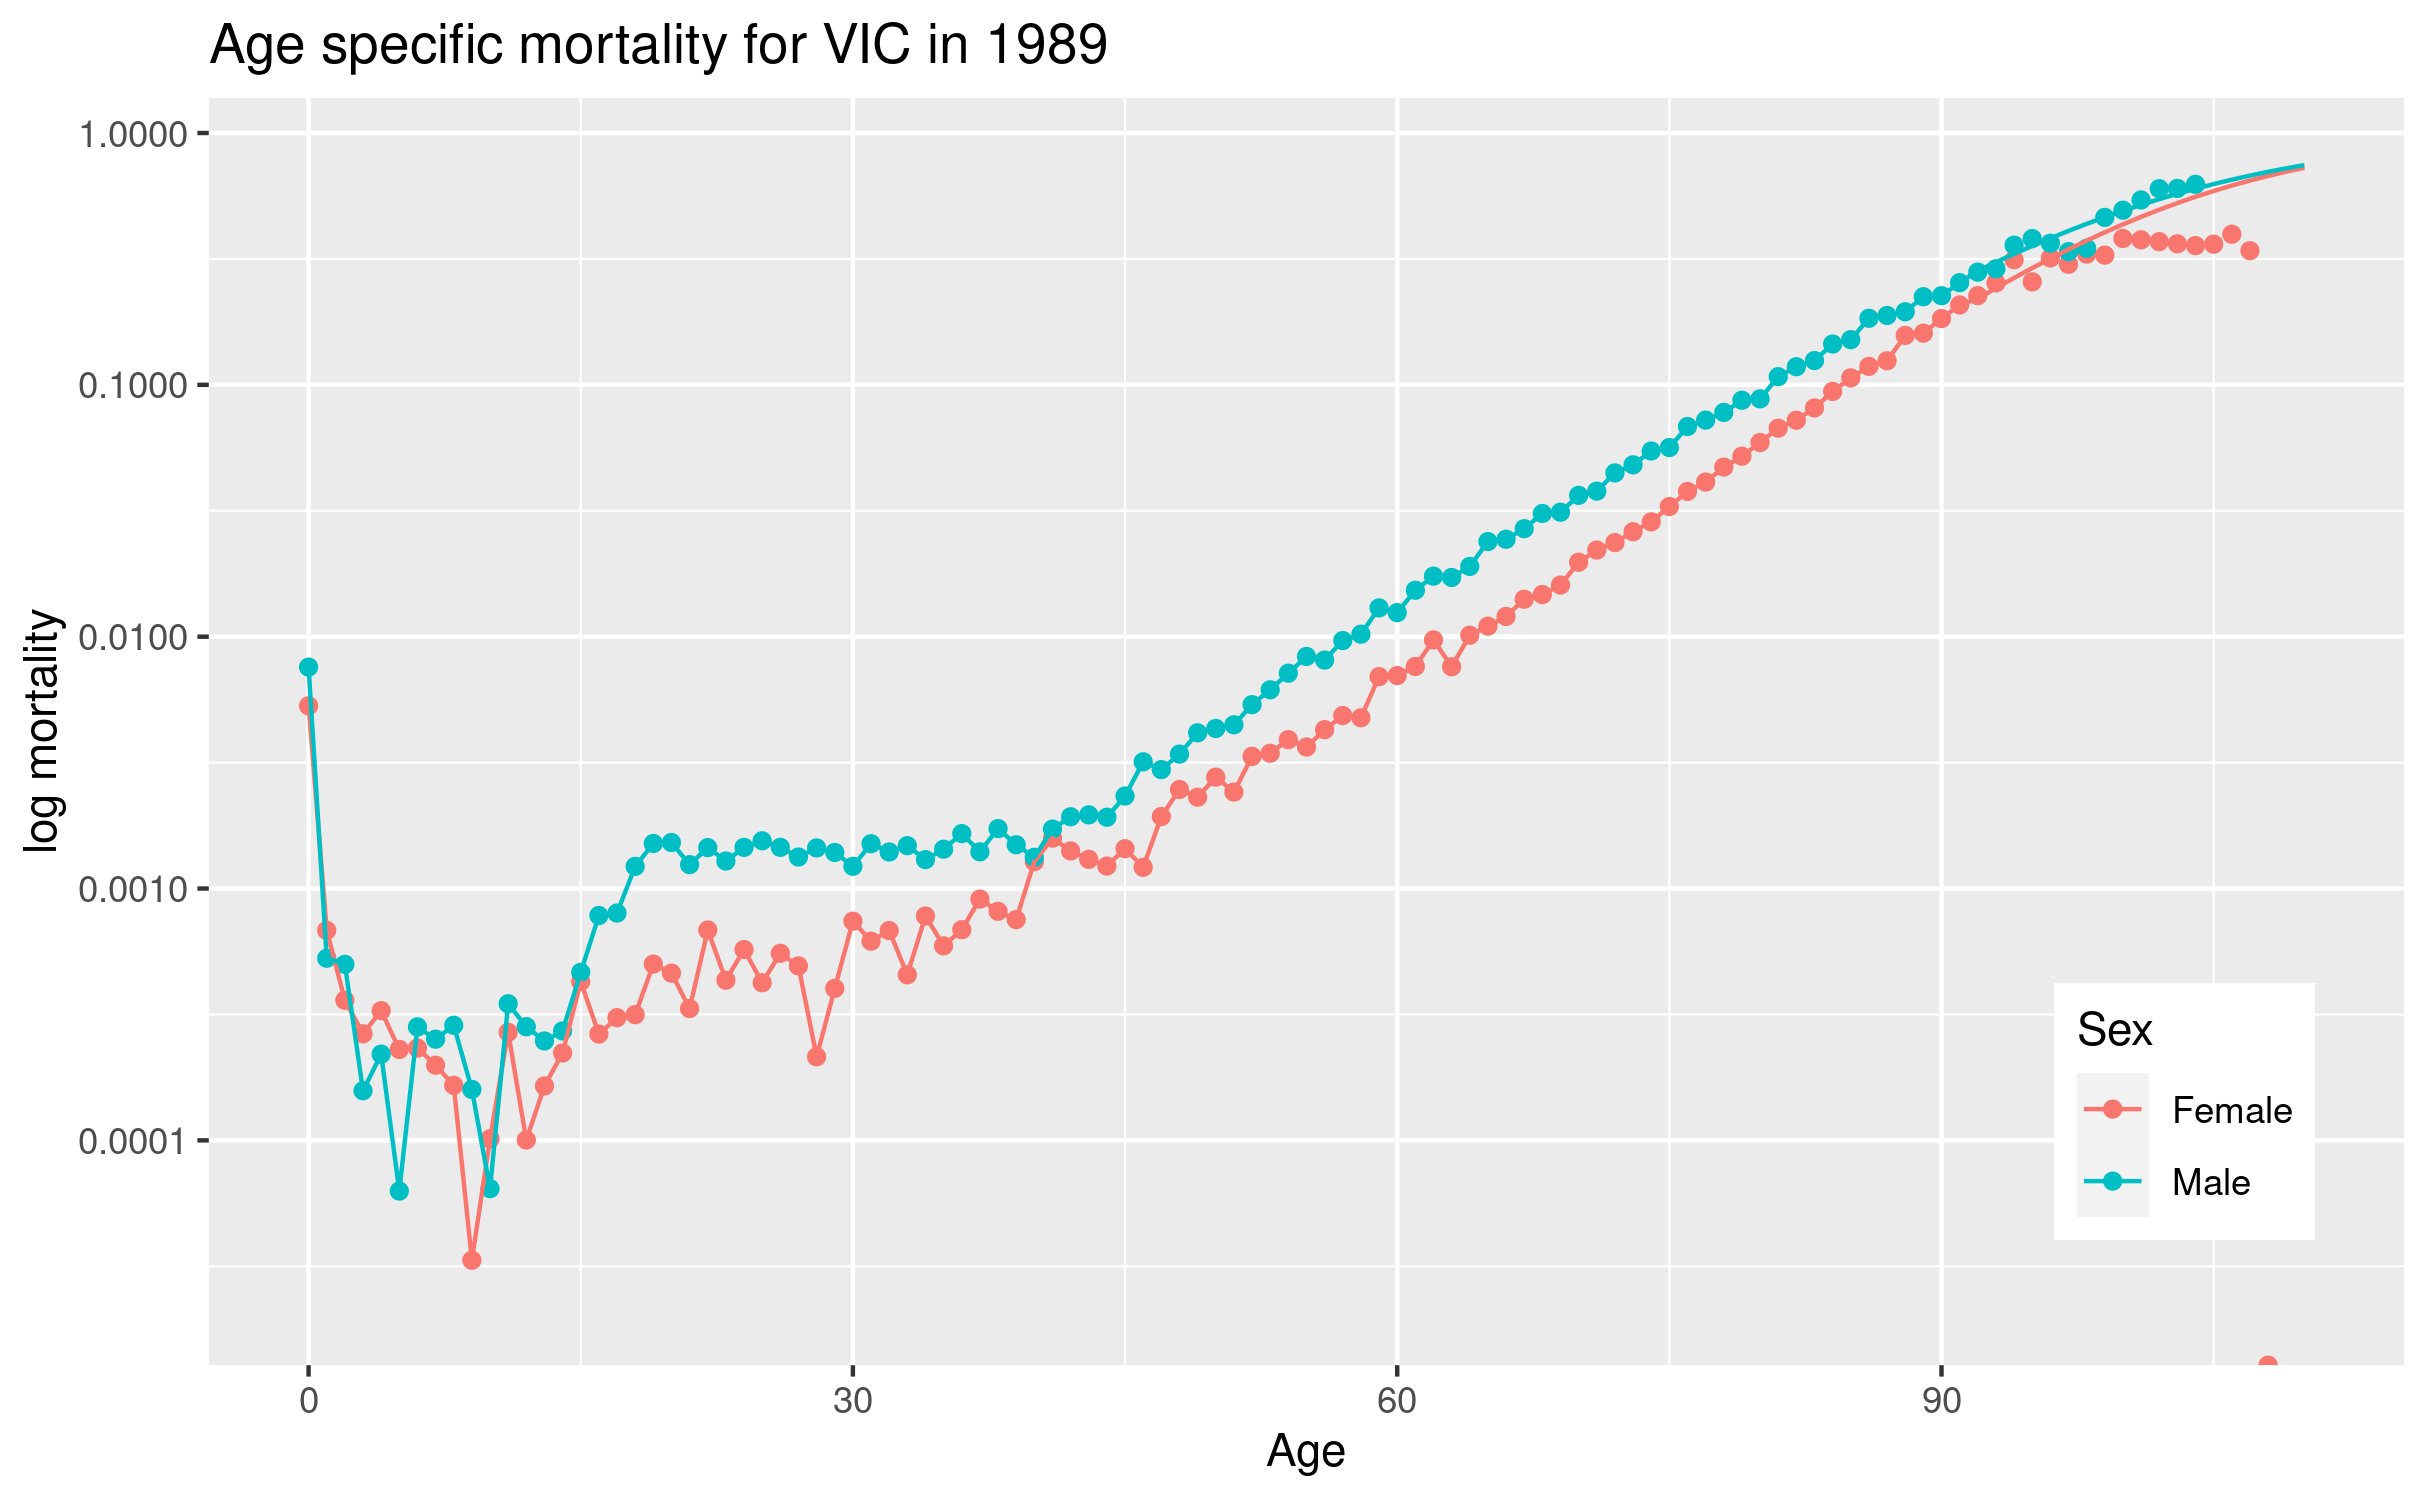 Age specific mortality for VIC in 1989
1.0000
0.1000
0.0100
0.0010
0.0001
log mortality
0 30 60 90
Age
Sex
Female
Male